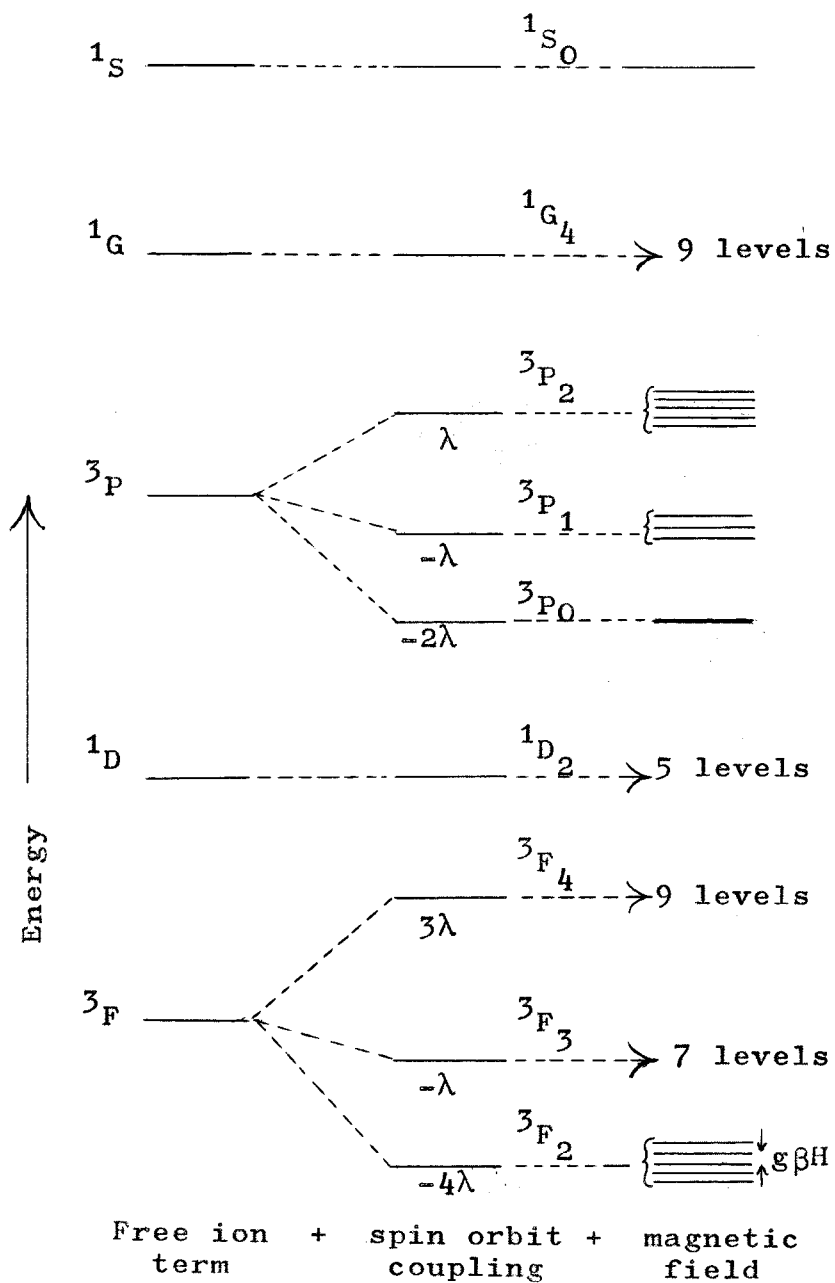 ¹S ¹S₀
¹G ¹G₄ 9 levels
³P₂
λ
³P ³P₁
-λ
³P₀
-2λ
¹D ¹D₂ 5 levels
³F₄ 9 levels
3λ
³F ³F₃ 7 levels
-λ
³F₂ gβH
-4λ
Energy
Free ion + spin orbit + magnetic
term coupling field